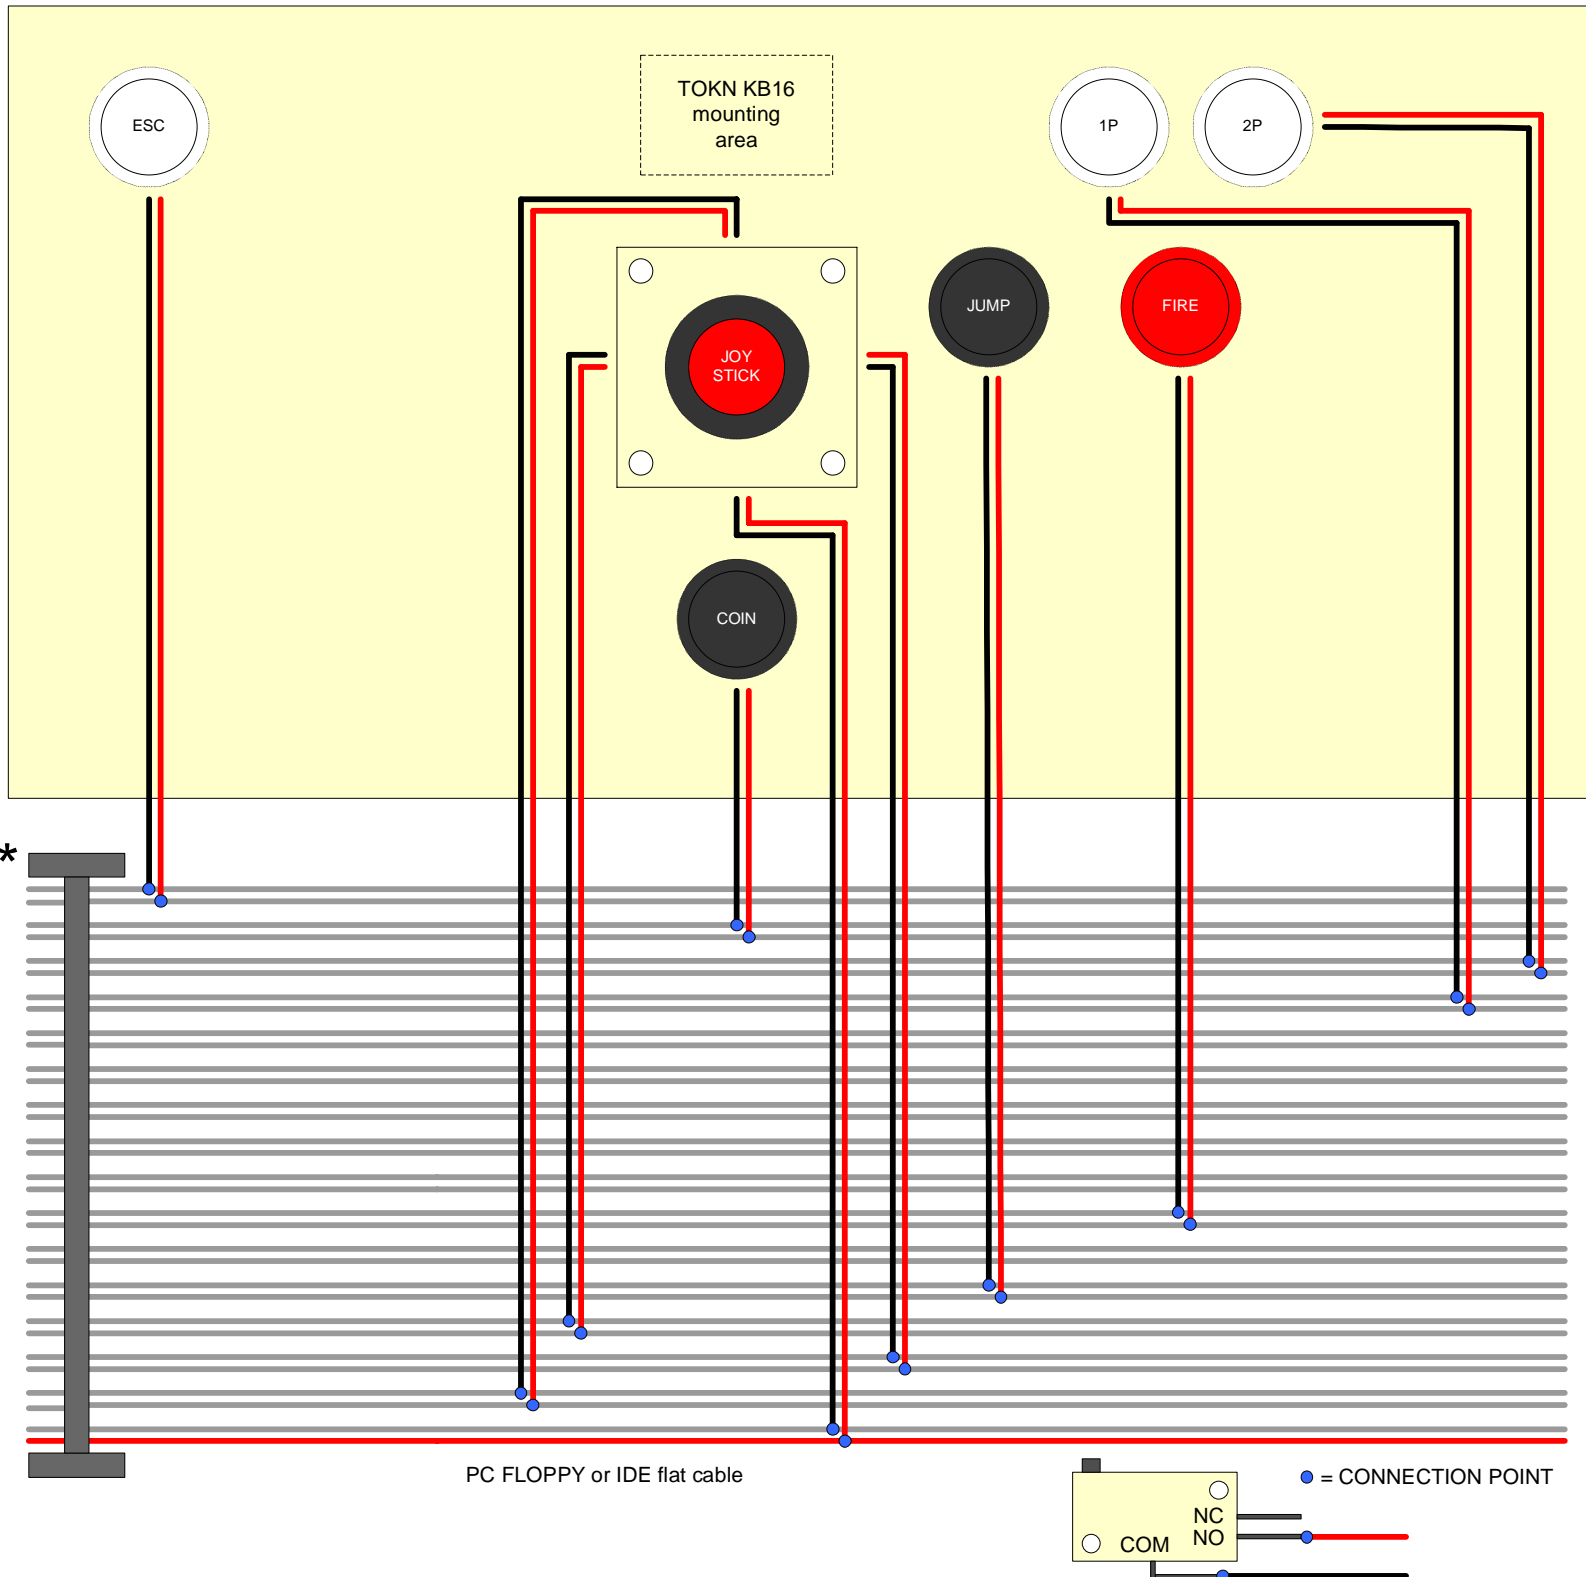 ESC
TOKN KB16
mounting
area
1P
2P
JOY
STICK
JUMP
FIRE
COIN
*
PC FLOPPY or IDE flat cable
= CONNECTION POINT
NC
NO
COM